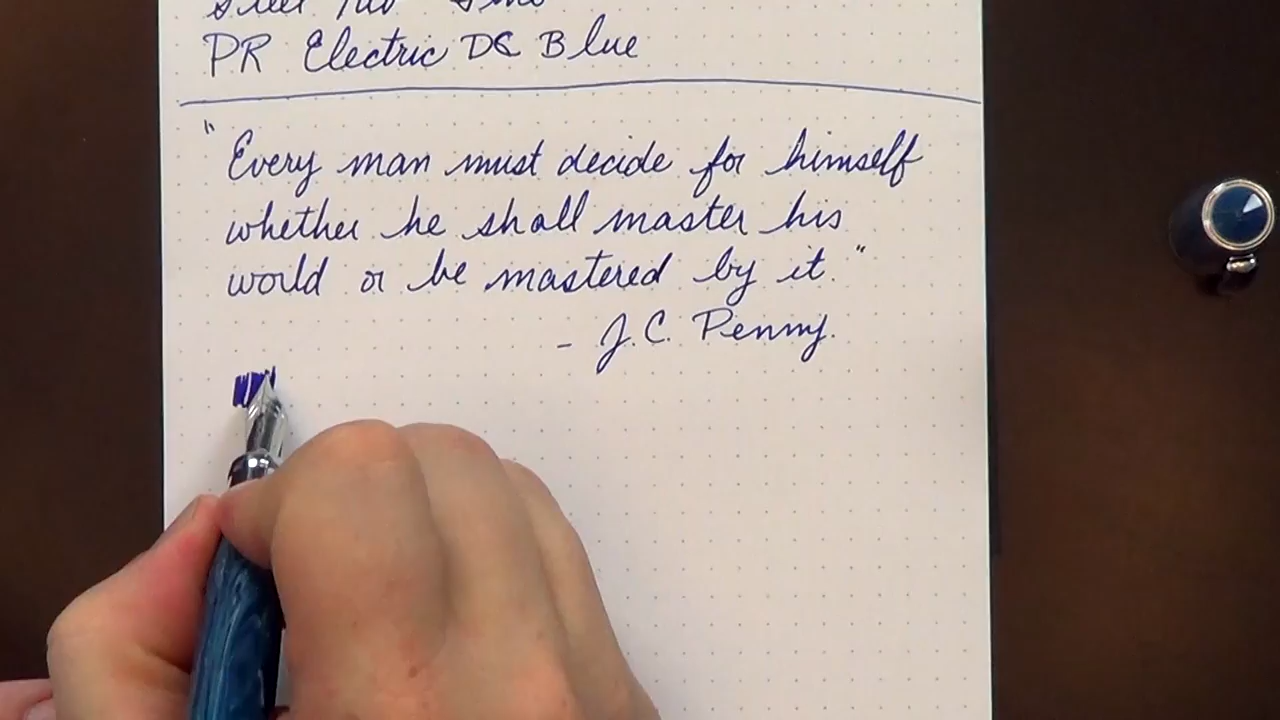 PR Electric DC Blue
"Every man must decide for himself
whether he shall master his
world or be mastered by it."
- J.C. Penny.